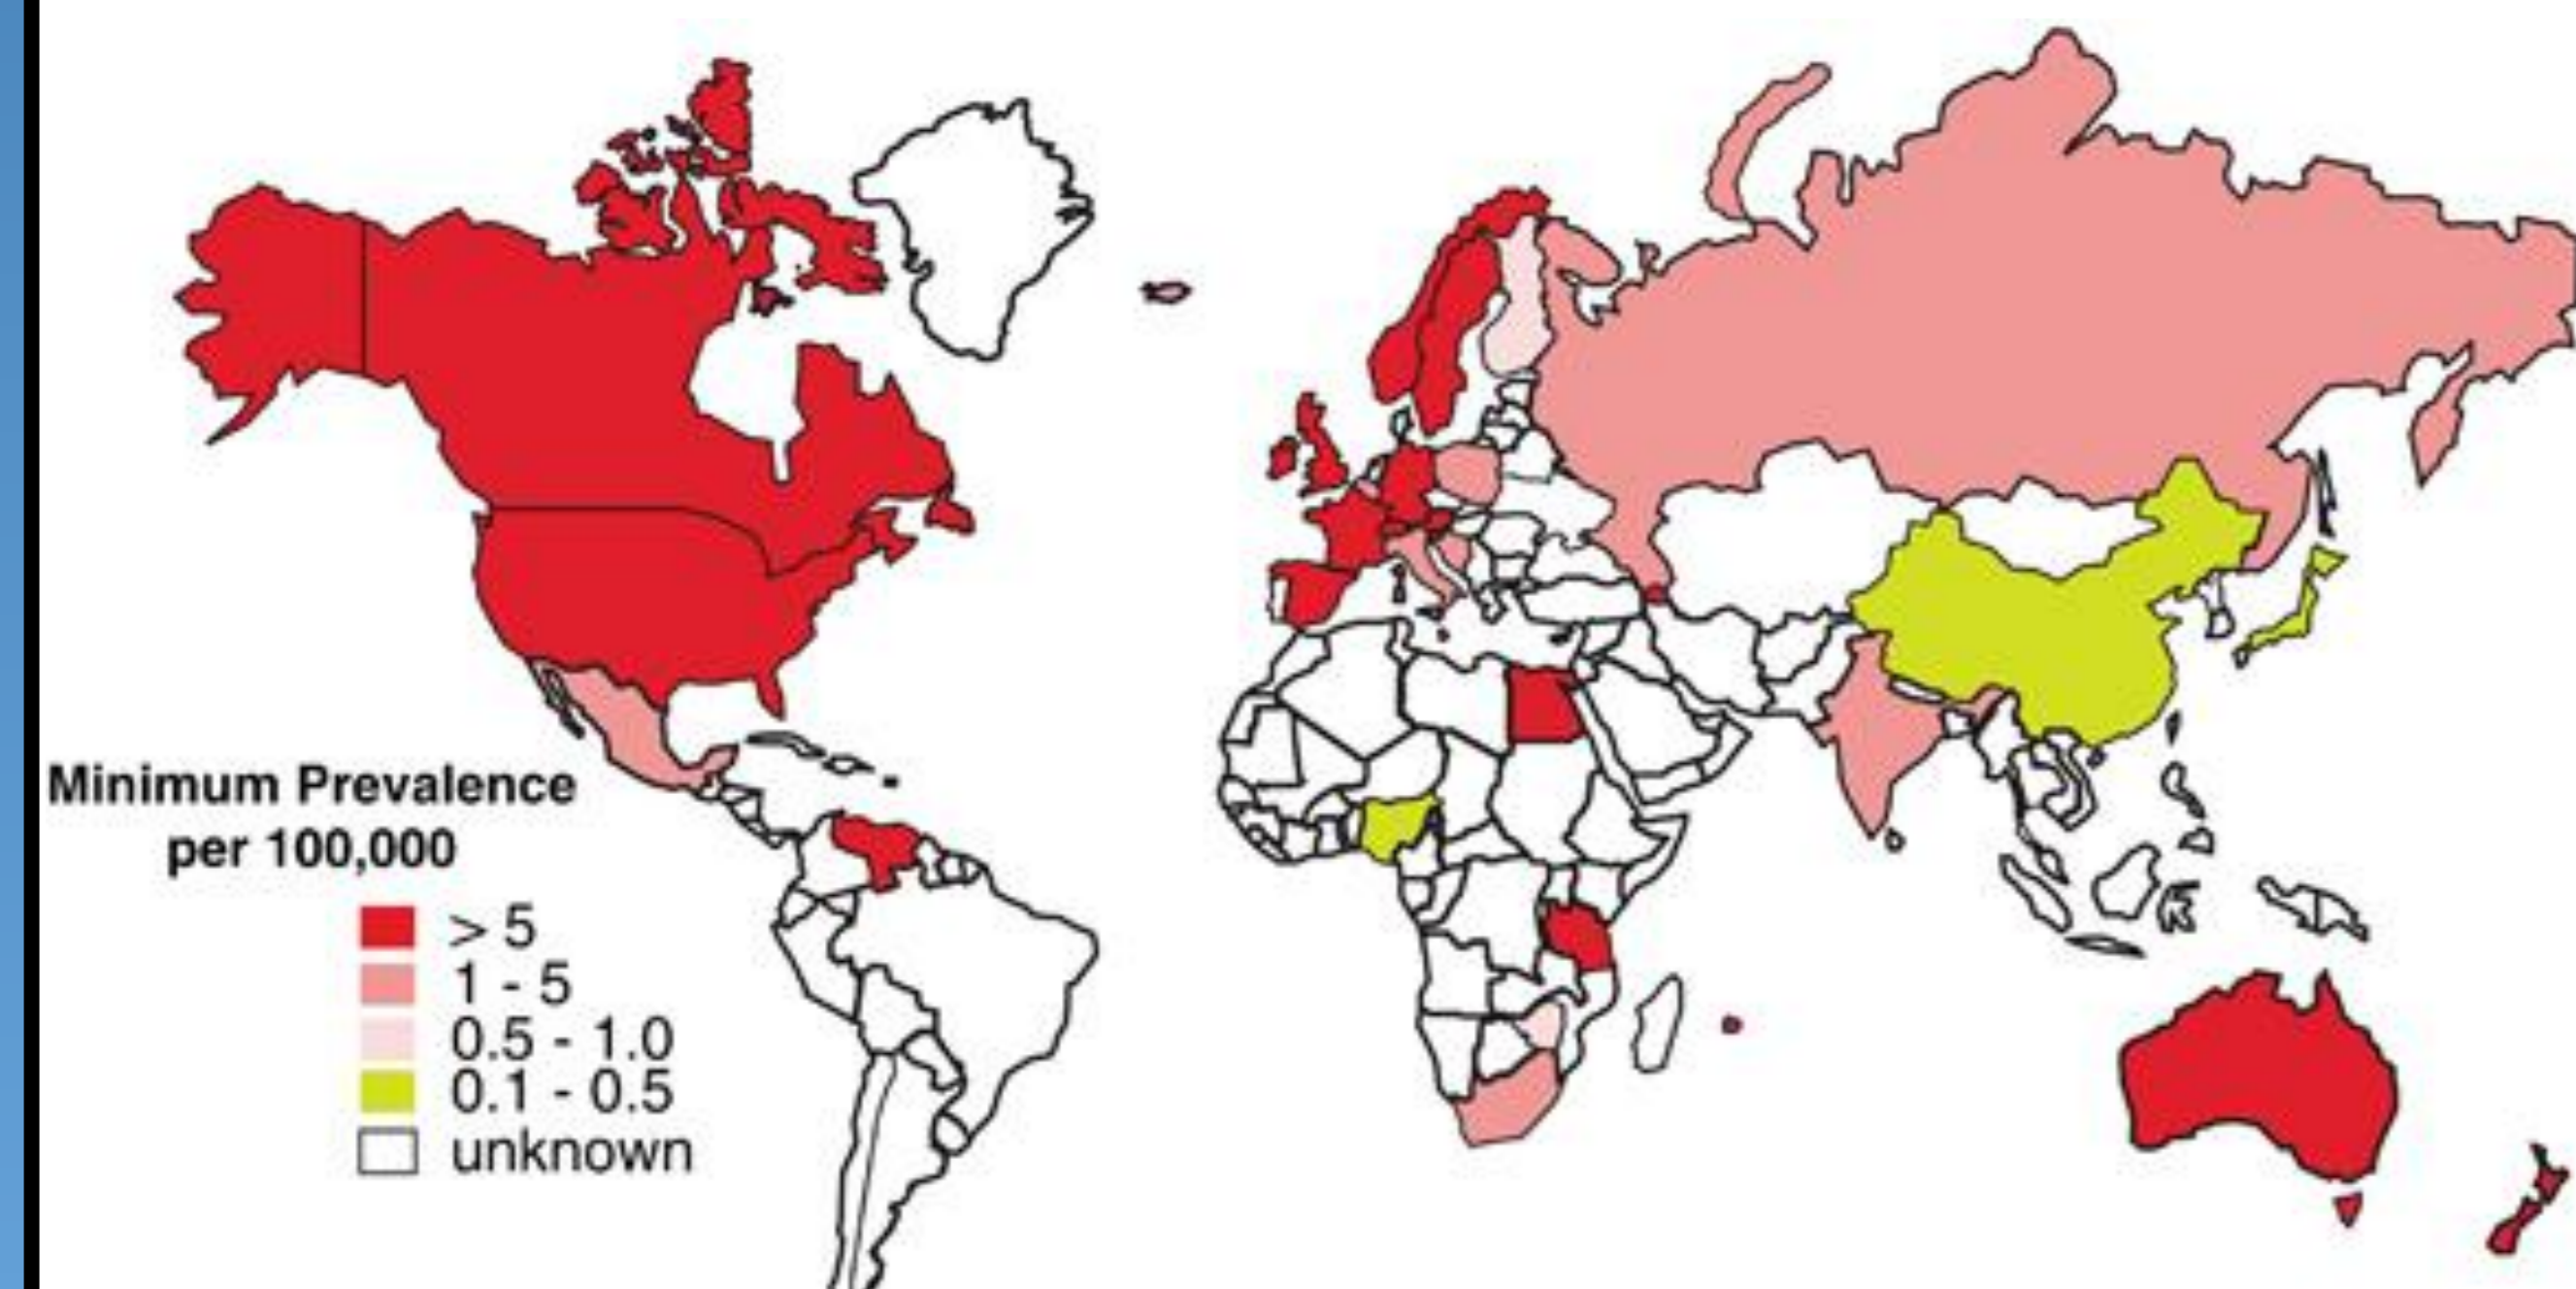 Minimum Prevalence
per 100,000
> 5
1 - 5
0.5 - 1.0
0.1 - 0.5
unknown